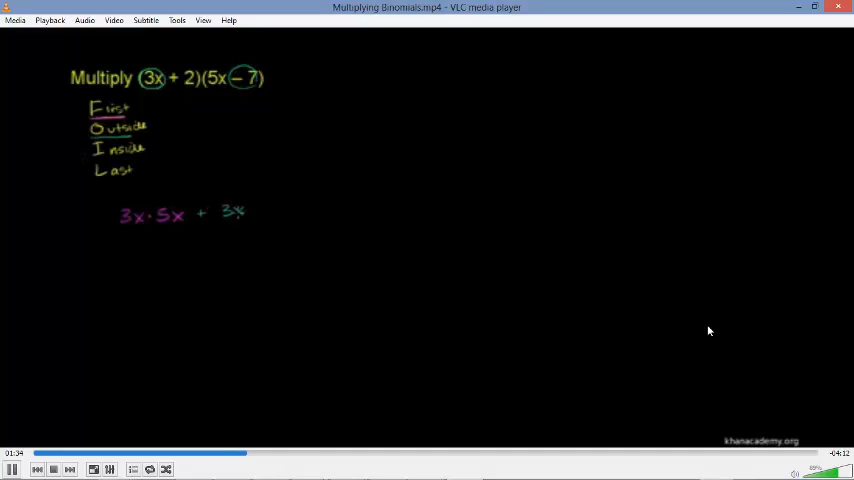 Multiplying Binomials.mp4 - VLC media player
Media Playback Audio Video Subtitle Tools View Help
Multiply (3x + 2)(5x – 7)
First
Outside
Inside
Last
3x · 5x + 3x
khanacademy.org
01:34 -04:12
89%